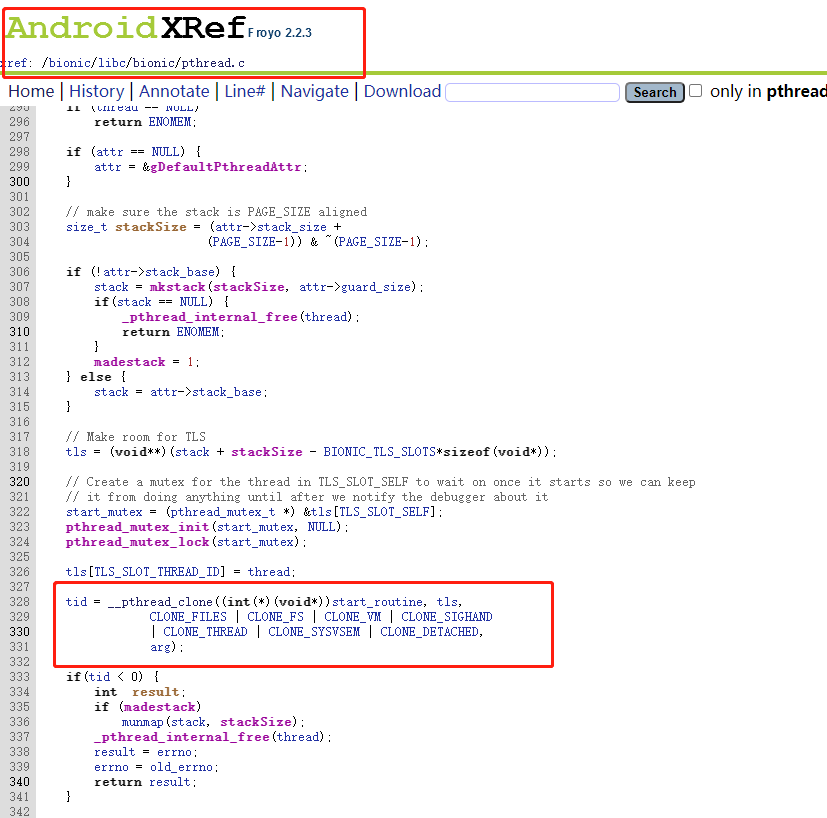 AndroidXRef Froyo 2.2.3
xref: /bionic/libc/bionic/pthread.c
Home | History | Annotate | Line# | Navigate | Download Search only in pthread
295 if (thread == NULL)
296 return ENOMEM;
297
298 if (attr == NULL) {
299 attr = &gDefaultPthreadAttr;
300 }
301
302 // make sure the stack is PAGE_SIZE aligned
303 size_t stackSize = (attr->stack_size +
304 (PAGE_SIZE-1)) & ~(PAGE_SIZE-1);
305
306 if (!attr->stack_base) {
307 stack = mkstack(stackSize, attr->guard_size);
308 if(stack == NULL) {
309 _pthread_internal_free(thread);
310 return ENOMEM;
311 }
312 madestack = 1;
313 } else {
314 stack = attr->stack_base;
315 }
316
317 // Make room for TLS
318 tls = (void**)(stack + stackSize - BIONIC_TLS_SLOTS*sizeof(void*));
319
320 // Create a mutex for the thread in TLS_SLOT_SELF to wait on once it starts so we can keep
321 // it from doing anything until after we notify the debugger about it
322 start_mutex = (pthread_mutex_t *) &tls[TLS_SLOT_SELF];
323 pthread_mutex_init(start_mutex, NULL);
324 pthread_mutex_lock(start_mutex);
325
326 tls[TLS_SLOT_THREAD_ID] = thread;
327
328 tid = __pthread_clone((int(*)(void*))start_routine, tls,
329 CLONE_FILES | CLONE_FS | CLONE_VM | CLONE_SIGHAND
330 | CLONE_THREAD | CLONE_SYSVSEM | CLONE_DETACHED,
331 arg);
332
333 if(tid < 0) {
334 int result;
335 if (madestack)
336 munmap(stack, stackSize);
337 _pthread_internal_free(thread);
338 result = errno;
339 errno = old_errno;
340 return result;
341 }
342